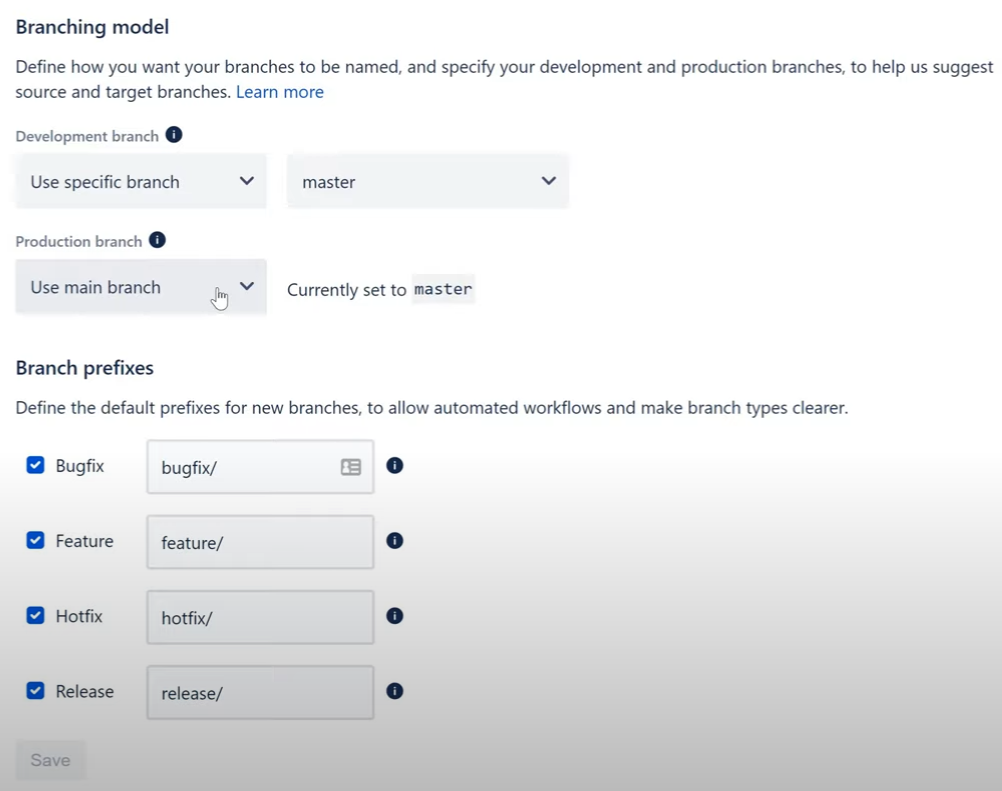 Branching model
Define how you want your branches to be named, and specify your development and production branches, to help us suggest
source and target branches. Learn more
Development branch
Use specific branch
master
Production branch
Use main branch
Currently set to master
Branch prefixes
Define the default prefixes for new branches, to allow automated workflows and make branch types clearer.
Bugfix
bugfix/
Feature
feature/
Hotfix
hotfix/
Release
release/
Save